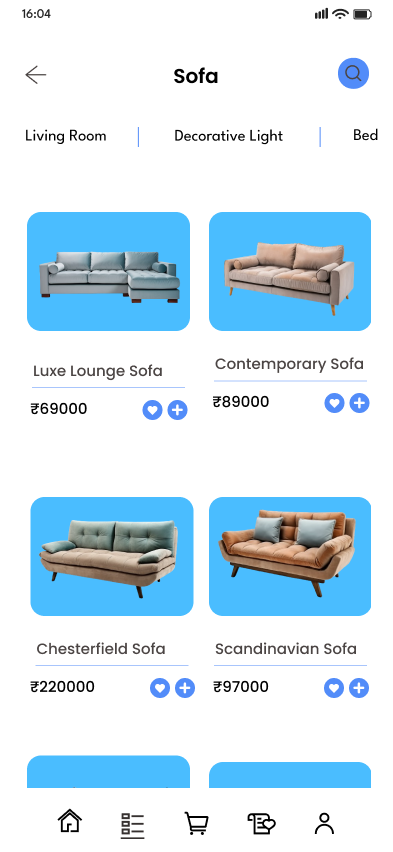 16:04
Sofa
Living Room
Decorative Light
Bed
Luxe Lounge Sofa
Contemporary Sofa
₹69000
₹89000
Chesterfield Sofa
Scandinavian Sofa
₹220000
₹97000